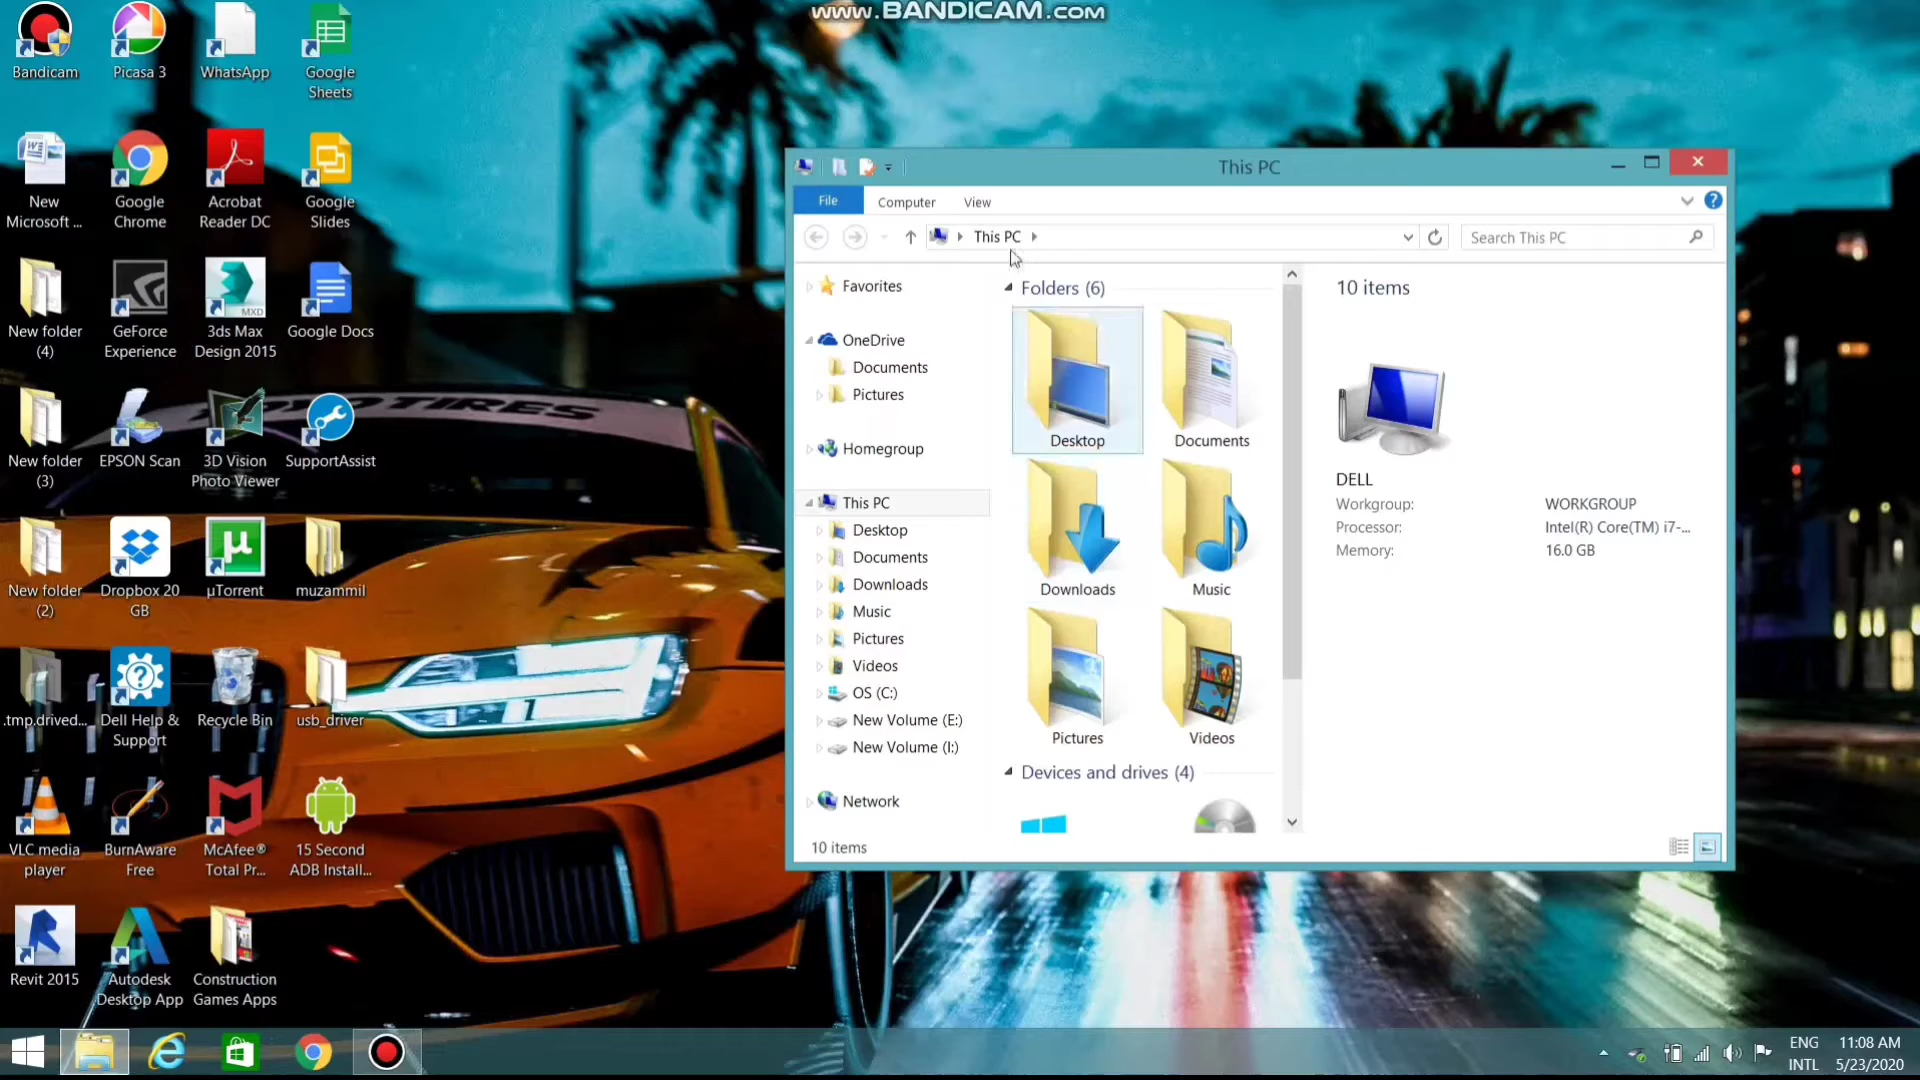 www.BANDICAM.com
Bandicam
Picasa 3
WhatsApp
Google
Sheets
New
Microsoft ...
Google
Chrome
Acrobat
Reader DC
Google
Slides
New folder
(4)
GeForce
Experience
3ds Max
Design 2015
MXD
Google Docs
New folder
(3)
EPSON Scan
3D Vision
Photo Viewer
SupportAssist
New folder
(2)
Dropbox 20
GB
µTorrent
muzammil
.tmp.drived...
Dell Help &
Support
Recycle Bin
usb_driver
VLC media
player
BurnAware
Free
McAfee®
Total Pr...
15 Second
ADB Install...
Revit 2015
Autodesk
Desktop App
Construction
Games Apps
TOYO TIRES
This PC
File
Computer
View
This PC
Search This PC
Favorites
OneDrive
Documents
Pictures
Homegroup
This PC
Desktop
Documents
Downloads
Music
Pictures
Videos
OS (C:)
New Volume (E:)
New Volume (I:)
Network
Folders (6)
Desktop
Documents
Downloads
Music
Pictures
Videos
Devices and drives (4)
10 items
DELL
Workgroup: WORKGROUP
Processor: Intel(R) Core(TM) i7-...
Memory: 16.0 GB
10 items
ENG
INTL
11:08 AM
5/23/2020